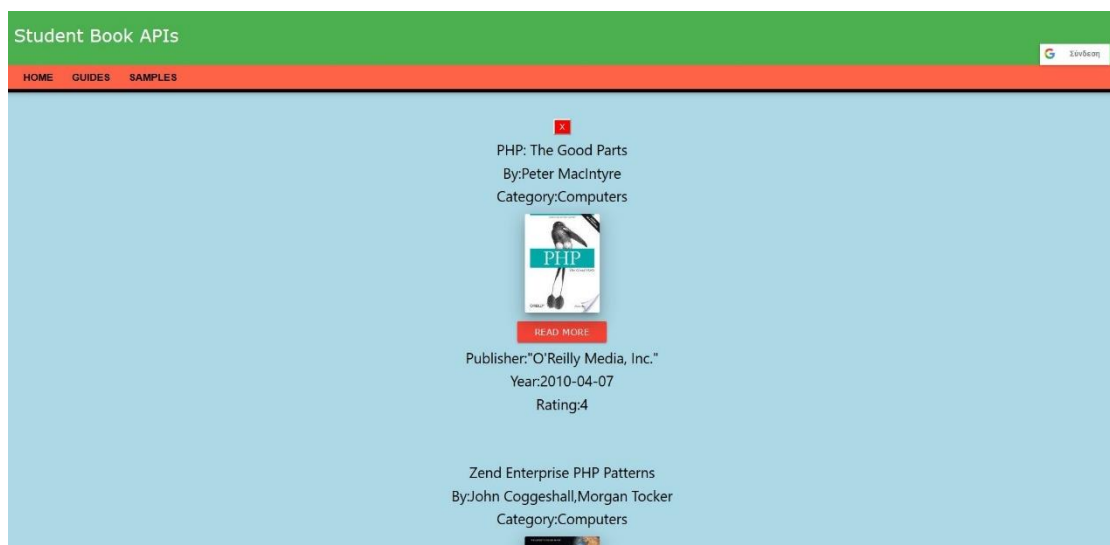 Student Book APIs
Σύνδεση
HOME GUIDES SAMPLES
X
PHP: The Good Parts
By:Peter MacIntyre
Category:Computers
PHP
READ MORE
Publisher:"O'Reilly Media, Inc."
Year:2010-04-07
Rating:4
Zend Enterprise PHP Patterns
By:John Coggeshall,Morgan Tocker
Category:Computers